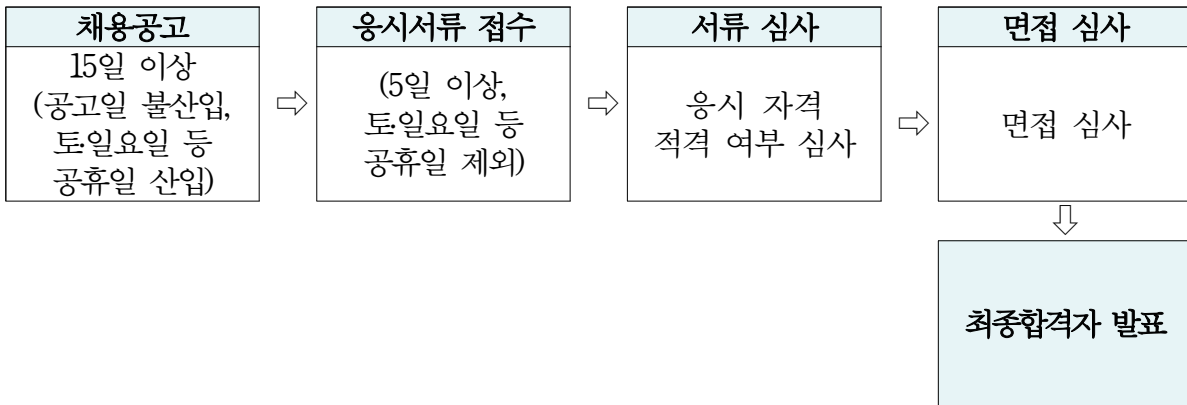 채용공고
15일 이상
(공고일 불산입,
토·일요일 등
공휴일 산입)
⇨
응시서류 접수
(5일 이상,
토·일요일 등
공휴일 제외)
⇨
서류 심사
응시 자격
적격 여부 심사
⇨
면접 심사
면접 심사
⇩
최종합격자 발표